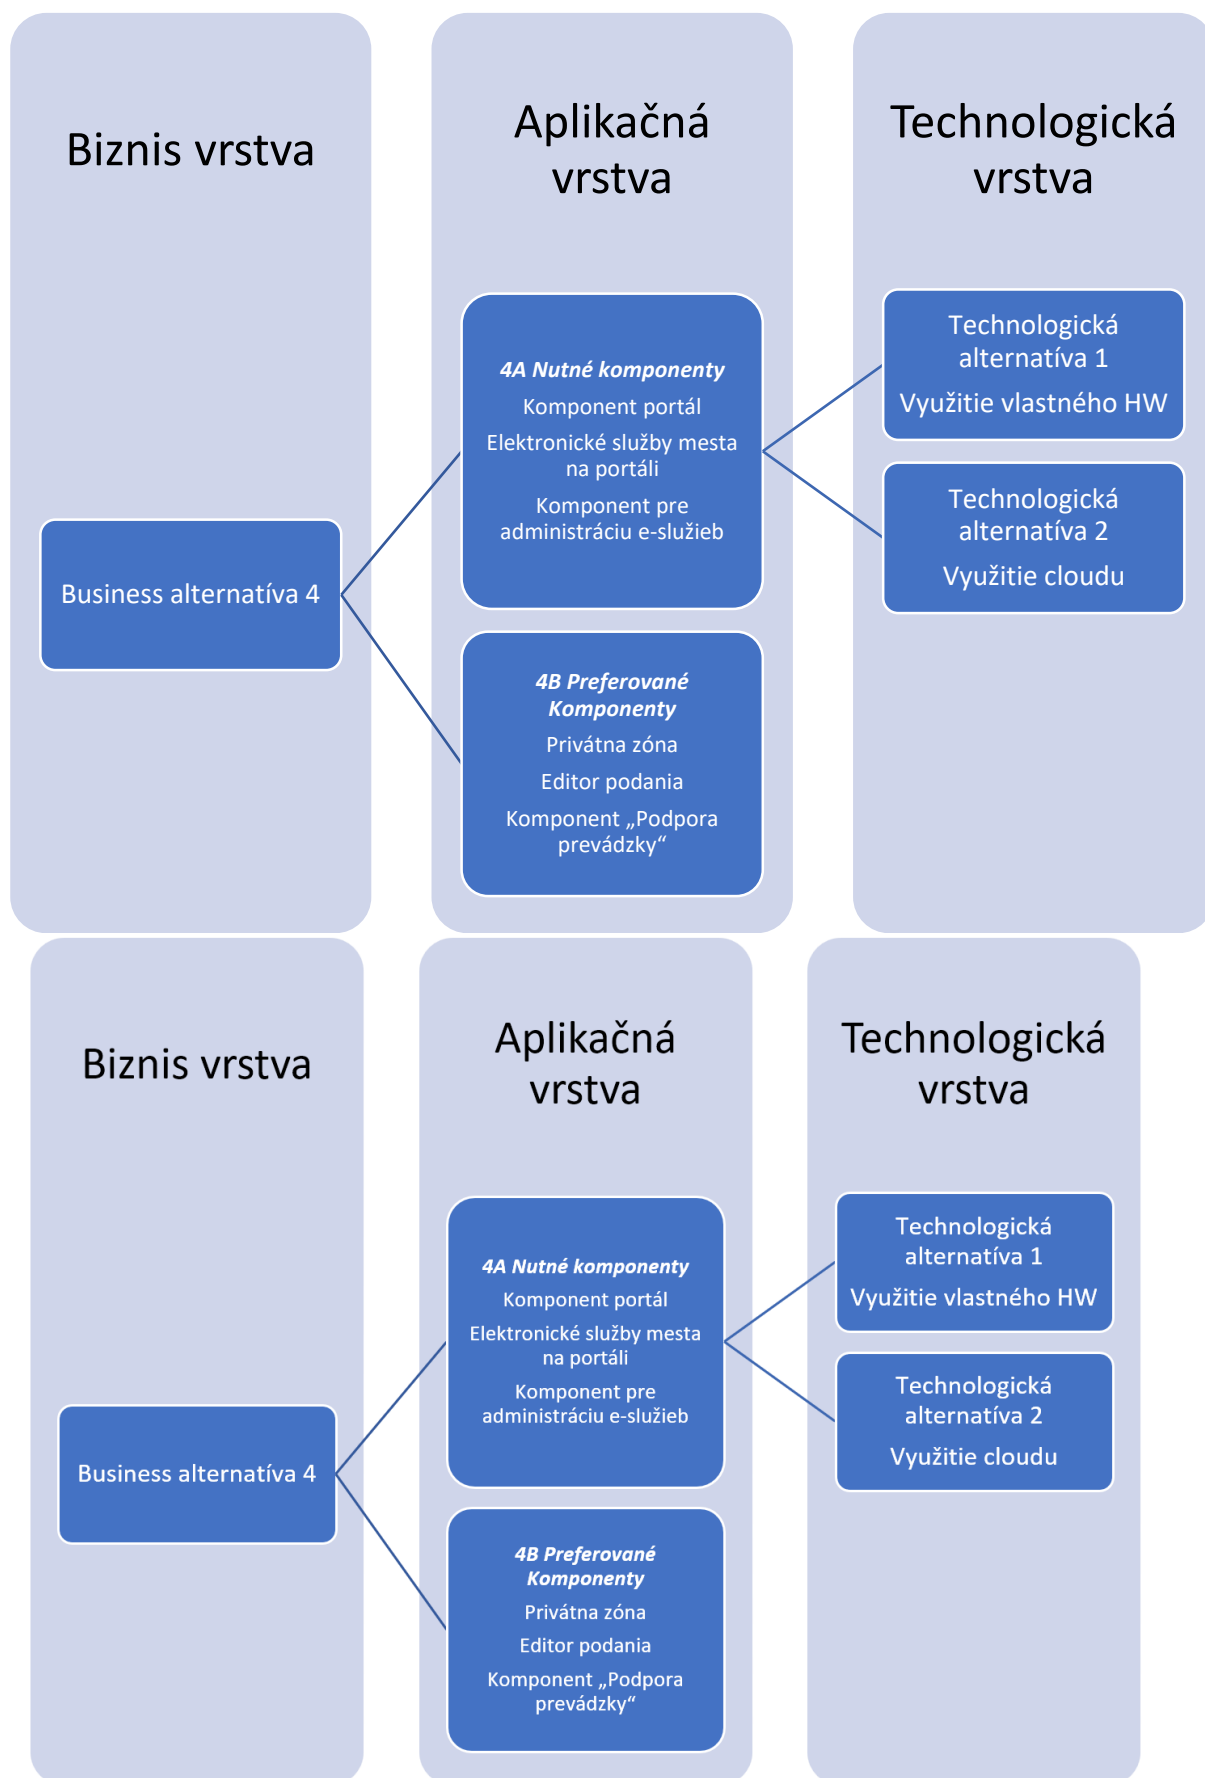 Biznis vrstva
Aplikačná
vrstva
Technologická
vrstva
Business alternatíva 4
4A Nutné komponenty
Komponent portál
Elektronické služby mesta
na portáli
Komponent pre
administráciu e-služieb
4B Preferované
Komponenty
Privátna zóna
Editor podania
Komponent „Podpora
prevádzky“
Technologická
alternatíva 1
Využitie vlastného HW
Technologická
alternatíva 2
Využitie cloudu
Biznis vrstva
Aplikačná
vrstva
Technologická
vrstva
Business alternatíva 4
4A Nutné komponenty
Komponent portál
Elektronické služby mesta
na portáli
Komponent pre
administráciu e-služieb
4B Preferované
Komponenty
Privátna zóna
Editor podania
Komponent „Podpora
prevádzky“
Technologická
alternatíva 1
Využitie vlastného HW
Technologická
alternatíva 2
Využitie cloudu